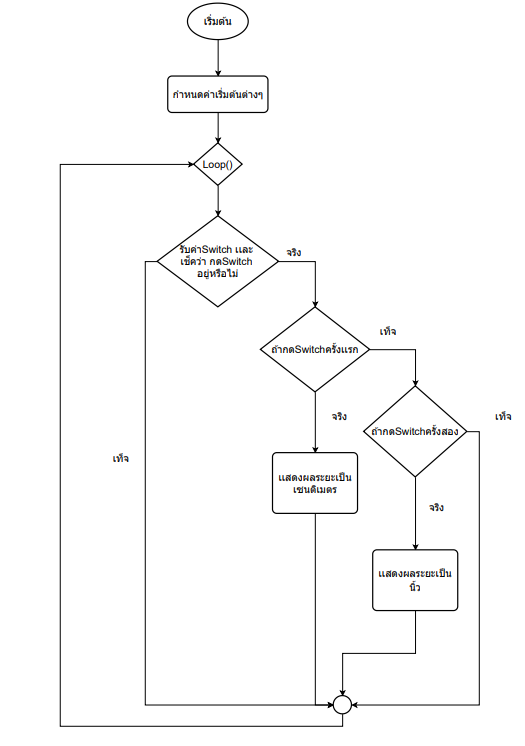 เริ่มต้น
กำหนดค่าเริ่มต้นต่างๆ
Loop()
รับค่าSwitch และ
เช็คว่า กดSwitch
อยู่หรือไม่
จริง
ถ้ากดSwitchครั้งแรก
เท็จ
จริง
ถ้ากดSwitchครั้งสอง
เท็จ
เท็จ
แสดงผลระยะเป็น
เซนติเมตร
จริง
แสดงผลระยะเป็น
นิ้ว